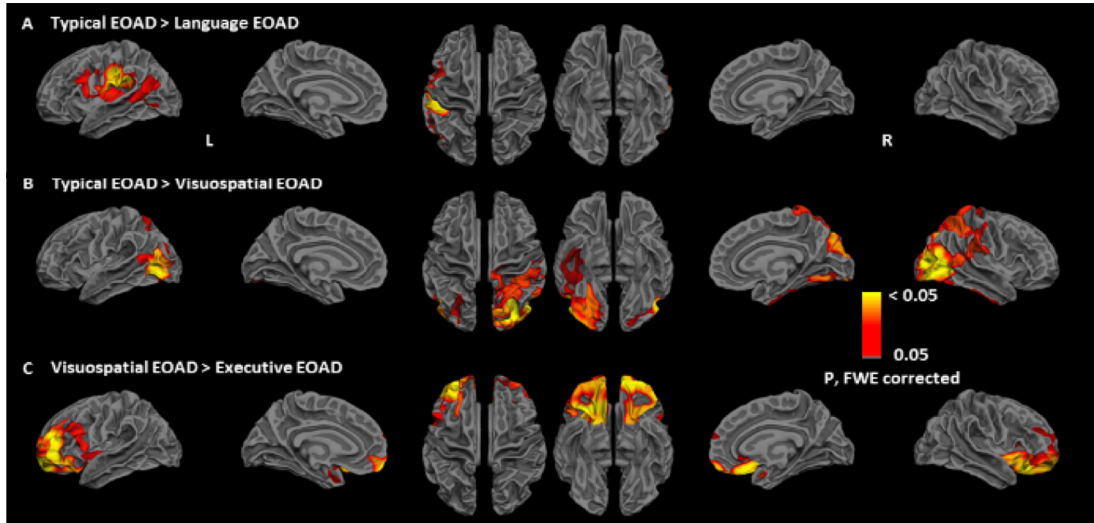 A Typical EOAD > Language EOAD
L
R
B Typical EOAD > Visuospatial EOAD
< 0.05
0.05
P, FWE corrected
C Visuospatial EOAD > Executive EOAD